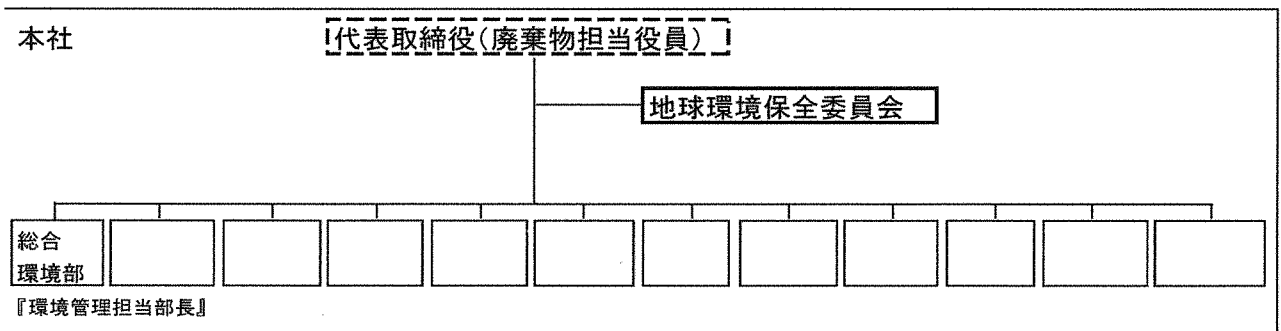 本社
代表取締役(廃棄物担当役員)
地球環境保全委員会
総合
環境部
『環境管理担当部長』